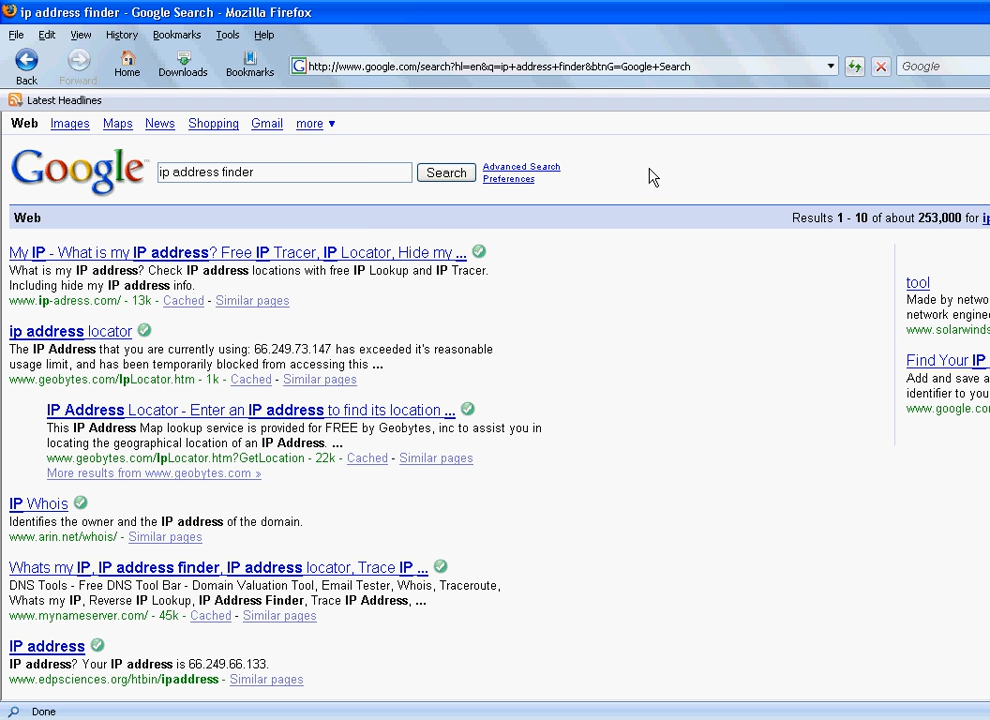 ip address finder - Google Search - Mozilla Firefox
File Edit View History Bookmarks Tools Help
Back Forward Home Downloads Bookmarks http://www.google.com/search?hl=en&q=ip+address+finder&btnG=Google+Search Google
Latest Headlines
Web Images Maps News Shopping Gmail more ▼
Google ip address finder Search Advanced Search
Preferences
Web Results 1 - 10 of about 253,000 for ip
My IP - What is my IP address? Free IP Tracer, IP Locator, Hide my ...
What is my IP address? Check IP address locations with free IP Lookup and IP Tracer.
Including hide my IP address info.
www.ip-adress.com/ - 13k - Cached - Similar pages
ip address locator
The IP Address that you are currently using: 66.249.73.147 has exceeded it's reasonable
usage limit, and has been temporarily blocked from accessing this ...
www.geobytes.com/IpLocator.htm - 1k - Cached - Similar pages
IP Address Locator - Enter an IP address to find its location ...
This IP Address Map lookup service is provided for FREE by Geobytes, inc to assist you in
locating the geographical location of an IP Address. ...
www.geobytes.com/IpLocator.htm?GetLocation - 22k - Cached - Similar pages
More results from www.geobytes.com »
IP Whois
Identifies the owner and the IP address of the domain.
www.arin.net/whois/ - Similar pages
Whats my IP, IP address finder, IP address locator, Trace IP ...
DNS Tools - Free DNS Tool Bar - Domain Valuation Tool, Email Tester, Whois, Traceroute,
Whats my IP, Reverse IP Lookup, IP Address Finder, Trace IP Address, ...
www.mynameserver.com/ - 45k - Cached - Similar pages
IP address
IP address? Your IP address is 66.249.66.133.
www.edpsciences.org/htbin/ipaddress - Similar pages
tool
Made by netwo
network engine
www.solarwinds
Find Your IP
Add and save a
identifier to you
www.google.co
Done